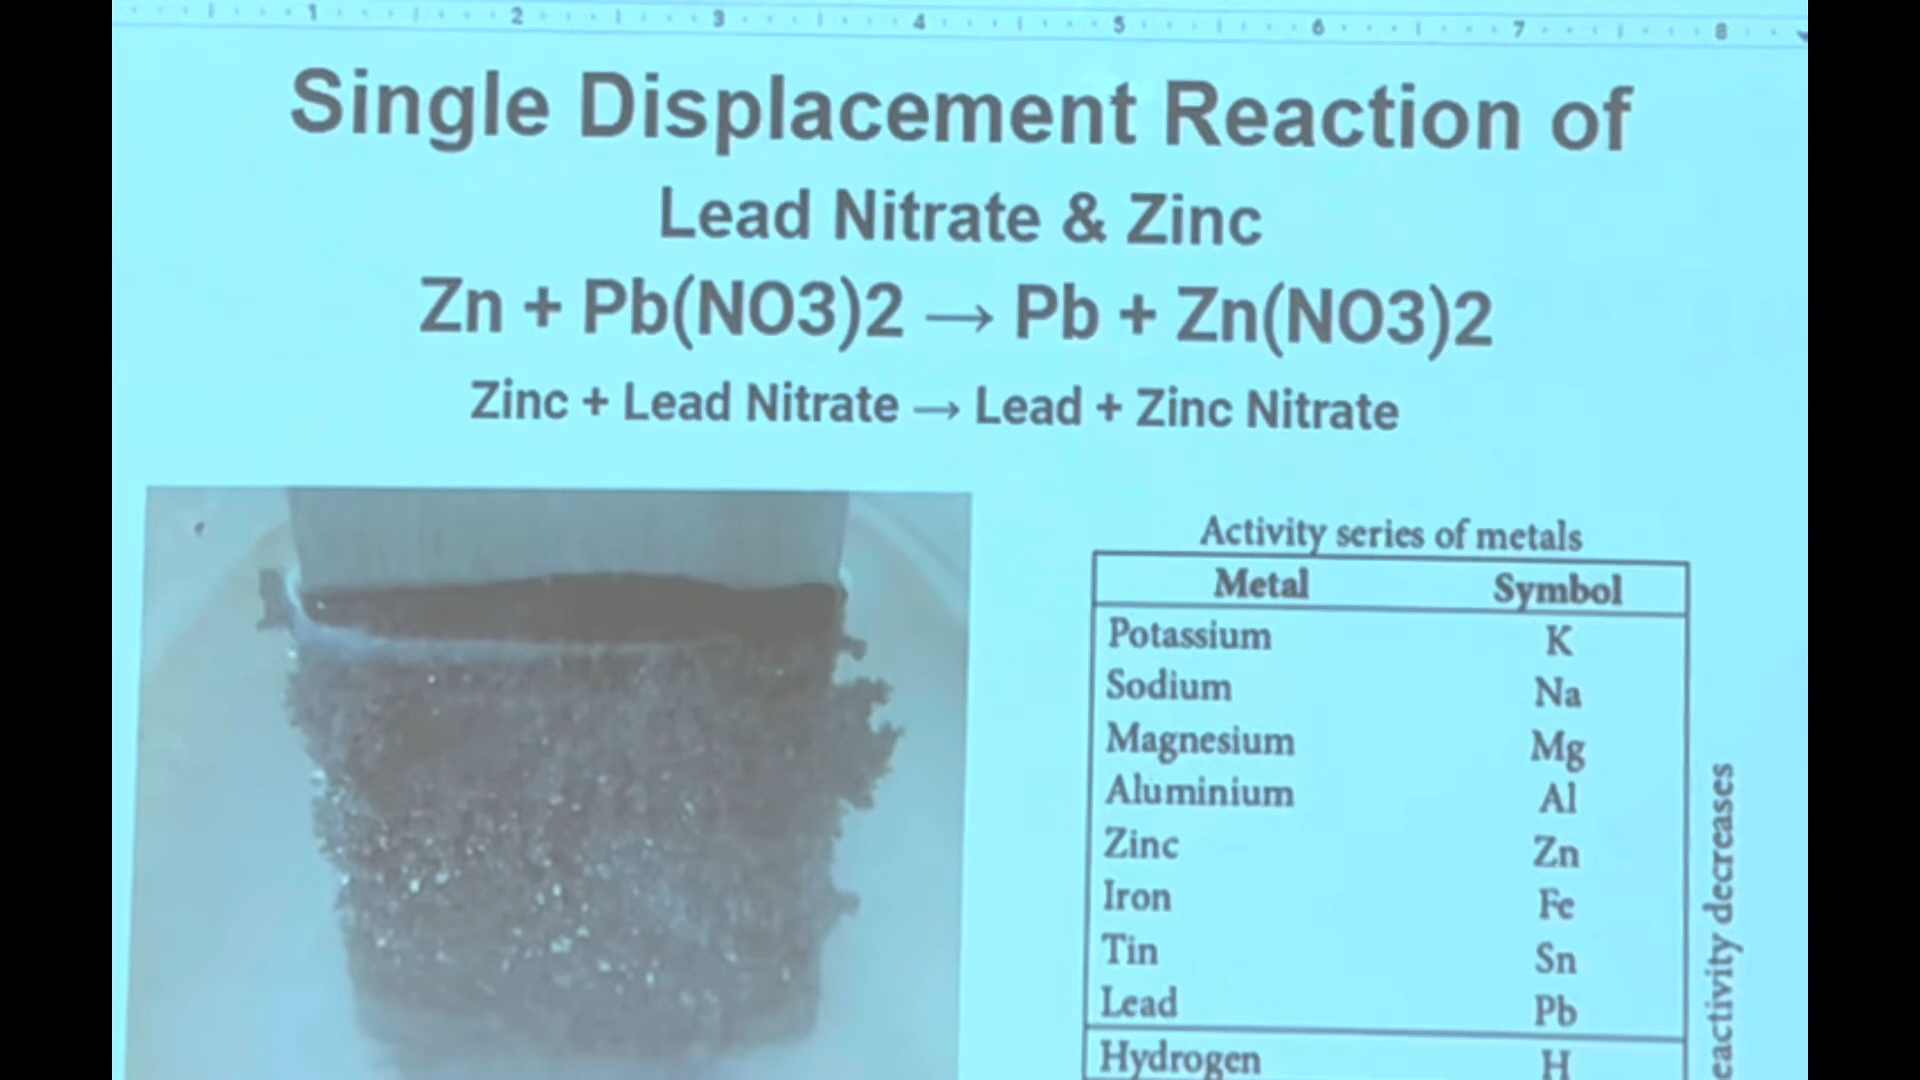 1 2 3 4 5 6 7 8
Single Displacement Reaction of
Lead Nitrate & Zinc
Zn + Pb(NO3)2 → Pb + Zn(NO3)2
Zinc + Lead Nitrate → Lead + Zinc Nitrate
Activity series of metals
Metal Symbol
Potassium K
Sodium Na
Magnesium Mg
Aluminium Al
Zinc Zn
Iron Fe
Tin Sn
Lead Pb
Hydrogen H
eactivity decreases